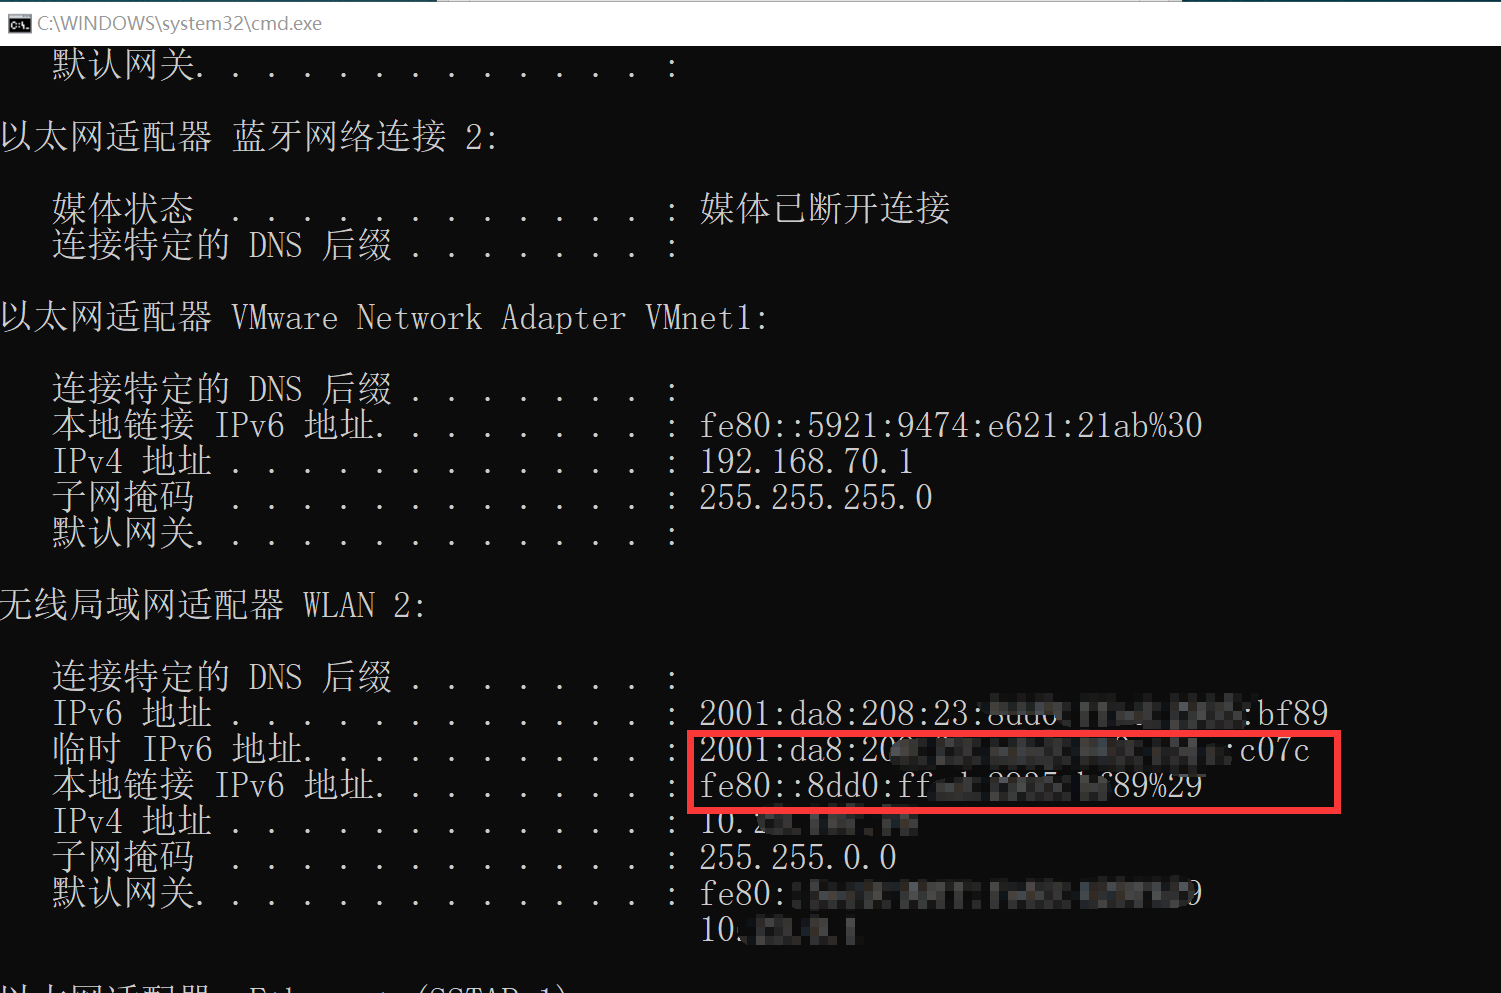 C:\WINDOWS\system32\cmd.exe
默认网关. . . . . . . . . . . . . :
以太网适配器 蓝牙网络连接 2:
媒体状态 . . . . . . . . . . . . : 媒体已断开连接
连接特定的 DNS 后缀 . . . . . . . :
以太网适配器 VMware Network Adapter VMnet1:
连接特定的 DNS 后缀 . . . . . . . :
本地链接 IPv6 地址. . . . . . . . : fe80::5921:9474:e621:21ab%30
IPv4 地址 . . . . . . . . . . . . : 192.168.70.1
子网掩码 . . . . . . . . . . . . : 255.255.255.0
默认网关. . . . . . . . . . . . . :
无线局域网适配器 WLAN 2:
连接特定的 DNS 后缀 . . . . . . . :
IPv6 地址 . . . . . . . . . . . . : 2001:da8:208:23: :bf89
临时 IPv6 地址. . . . . . . . . . : 2001:da8:20 :c07c
本地链接 IPv6 地址. . . . . . . . : fe80::8dd0:ff f89%29
IPv4 地址 . . . . . . . . . . . . : 10.
子网掩码 . . . . . . . . . . . . : 255.255.0.0
默认网关. . . . . . . . . . . . . : fe80: 9
10.